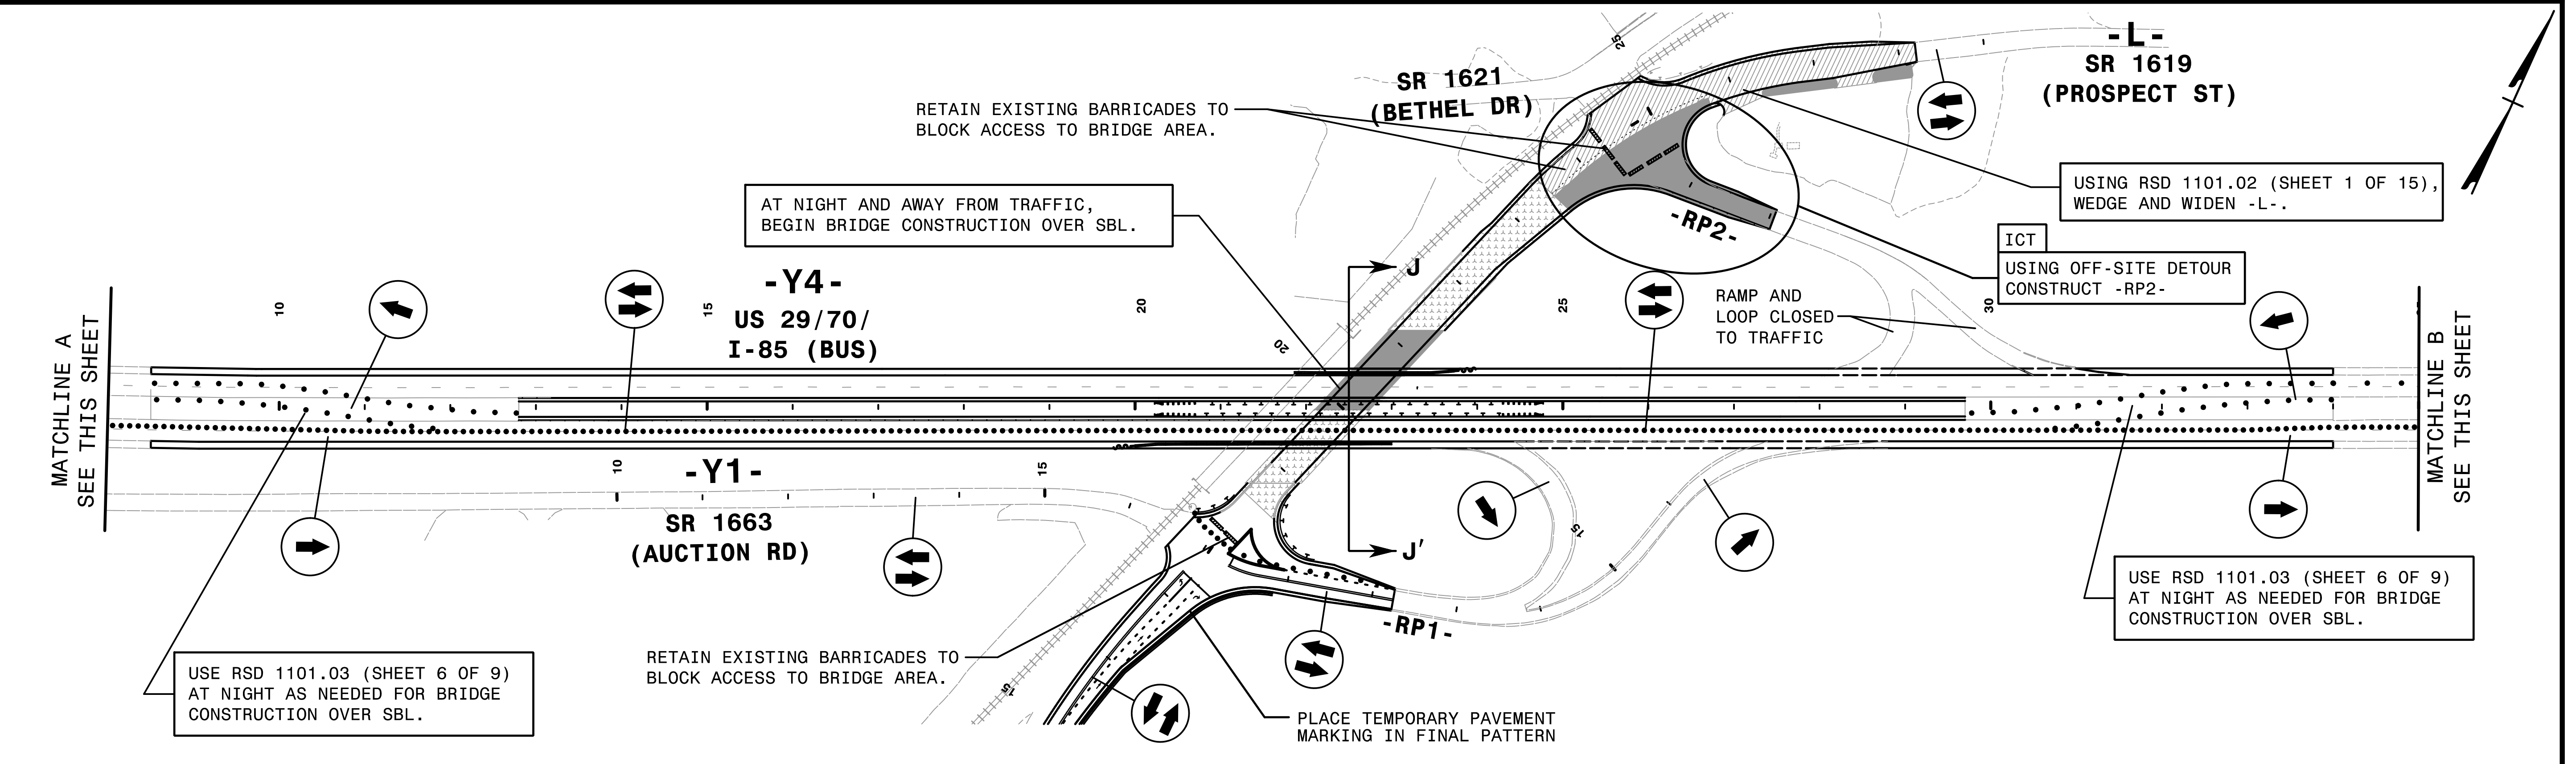 -L-
SR 1619
(PROSPECT ST)
SR 1621
(BETHEL DR)
25
RETAIN EXISTING BARRICADES TO
BLOCK ACCESS TO BRIDGE AREA.
USING RSD 1101.02 (SHEET 1 OF 15),
WEDGE AND WIDEN -L-.
AT NIGHT AND AWAY FROM TRAFFIC,
BEGIN BRIDGE CONSTRUCTION OVER SBL.
-RP2-
ICT
USING OFF-SITE DETOUR
CONSTRUCT -RP2-
J
-Y4-
US 29/70/
I-85 (BUS)
RAMP AND
LOOP CLOSED
TO TRAFFIC
10
15
20
25
30
20
MATCHLINE A
SEE THIS SHEET
MATCHLINE B
SEE THIS SHEET
10
-Y1-
15
SR 1663
(AUCTION RD)
J'
15
USE RSD 1101.03 (SHEET 6 OF 9)
AT NIGHT AS NEEDED FOR BRIDGE
CONSTRUCTION OVER SBL.
-RP1-
RETAIN EXISTING BARRICADES TO
BLOCK ACCESS TO BRIDGE AREA.
15
USE RSD 1101.03 (SHEET 6 OF 9)
AT NIGHT AS NEEDED FOR BRIDGE
CONSTRUCTION OVER SBL.
PLACE TEMPORARY PAVEMENT
MARKING IN FINAL PATTERN